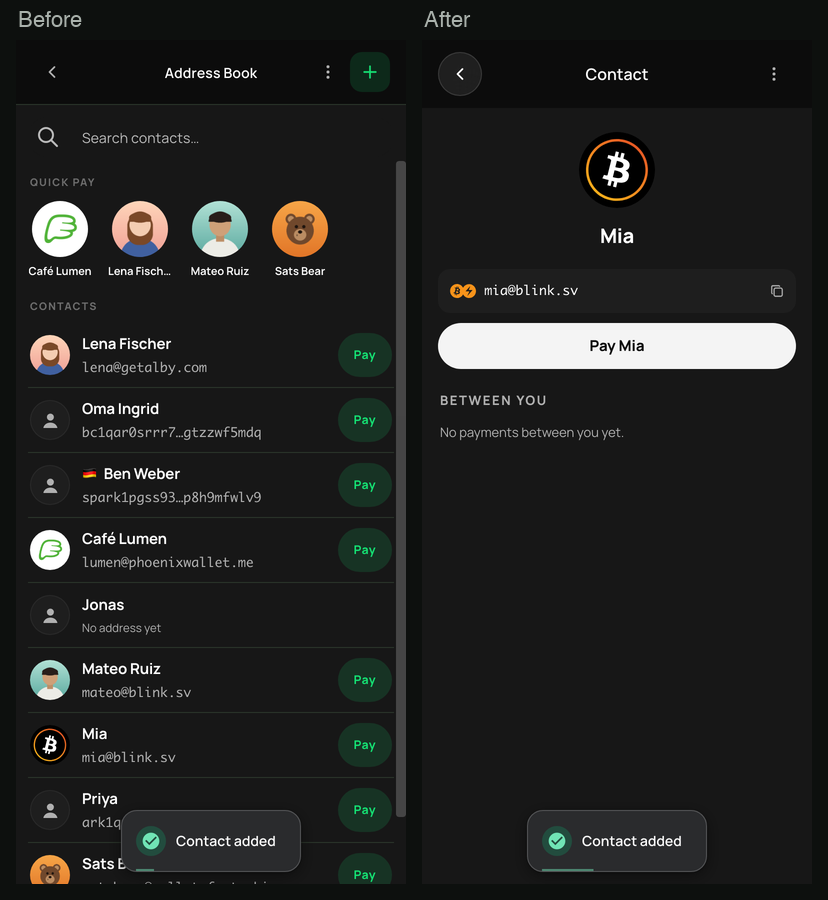 Before
Address Book
Search contacts…
QUICK PAY
Café Lumen
Lena Fisch…
Mateo Ruiz
Sats Bear
CONTACTS
Lena Fischer
lena@getalby.com
Pay
Oma Ingrid
bc1qar0srrr7…gtzzwf5mdq
Pay
Ben Weber
spark1pgss93…p8h9mfwlv9
Pay
Café Lumen
lumen@phoenixwallet.me
Pay
Jonas
No address yet
Mateo Ruiz
mateo@blink.sv
Pay
Mia
mia@blink.sv
Pay
Priya
ark1q
Pay
Sats B
Pay
Contact added
After
Contact
Mia
mia@blink.sv
Pay Mia
BETWEEN YOU
No payments between you yet.
Contact added